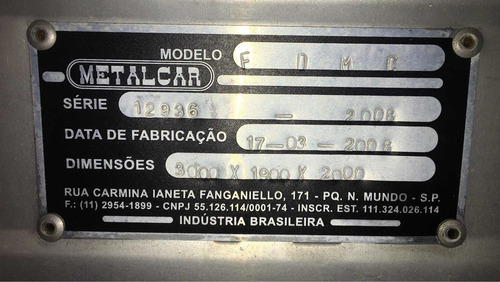 MODELO F D M C
METALCAR
SÉRIE 12936 - 2008
DATA DE FABRICAÇÃO 17-03-2008
DIMENSÕES 3000 X 1900 X 2000
RUA CARMINA IANETA FANGANIELLO, 171 - PQ. N. MUNDO - S.P.
F.: (11) 2954-1899 - CNPJ 55.126.114/0001-74 - INSCR. EST. 111.324.026.114
INDÚSTRIA BRASILEIRA